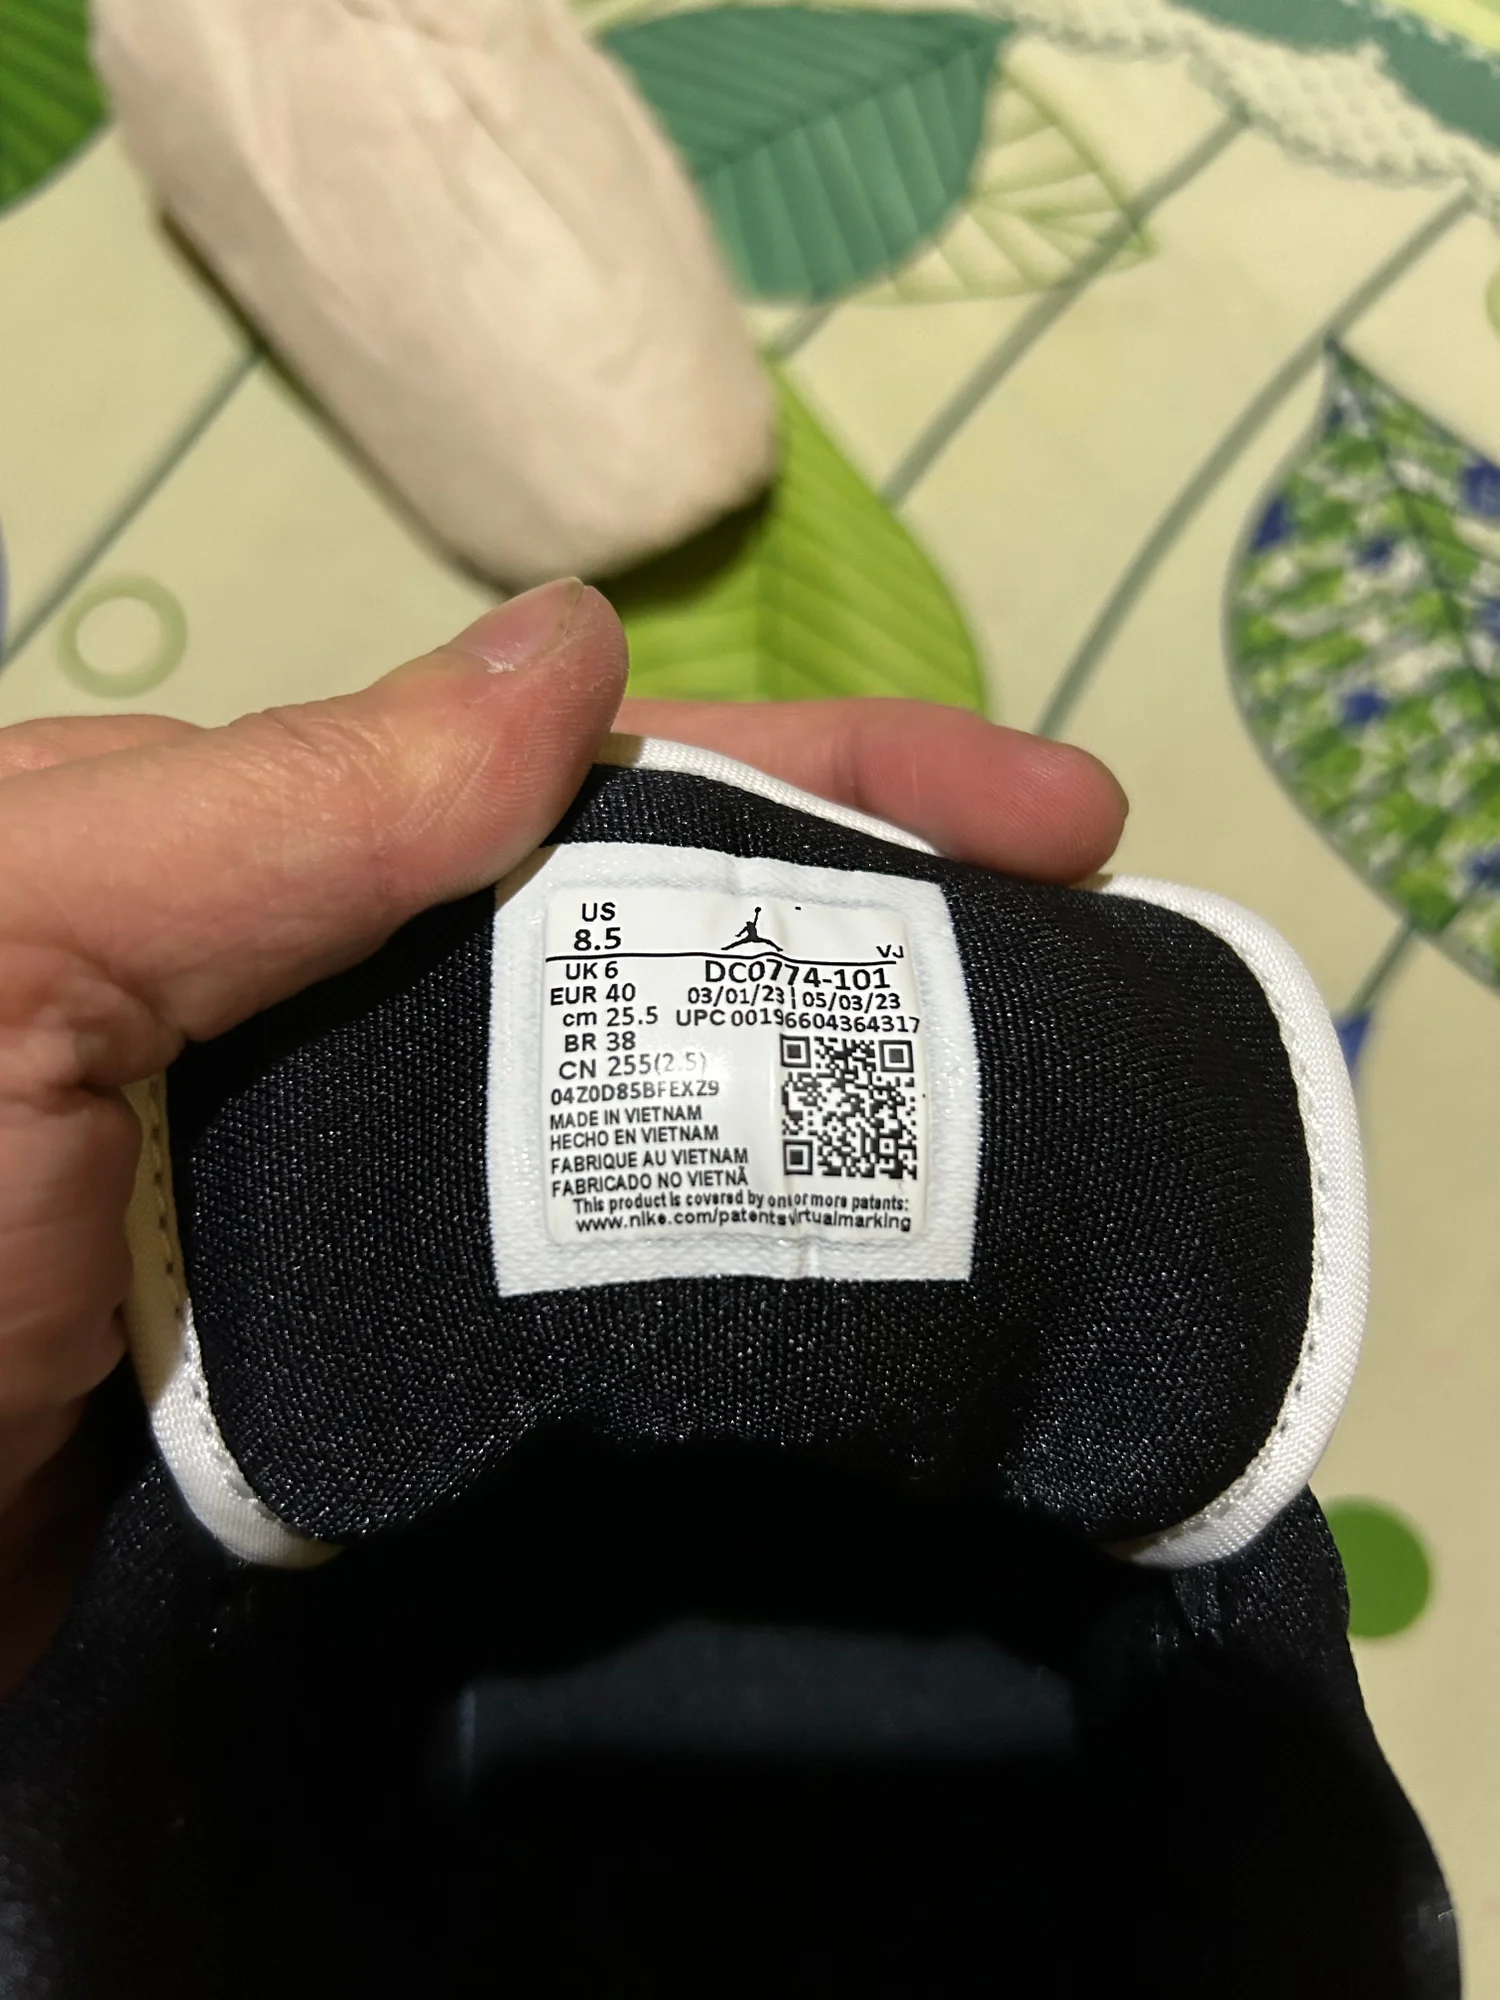 US
8.5
VJ
UK 6
DC0774-101
EUR 40
03/01/23 | 05/03/23
cm 25.5
UPC 00196604364317
BR 38
CN 255(2.5)
04Z0D85BFEXZ9
MADE IN VIETNAM
HECHO EN VIETNAM
FABRIQUE AU VIETNAM
FABRICADO NO VIETNÃ
This product is covered by one or more patents:
www.nike.com/patentsvirtualmarking